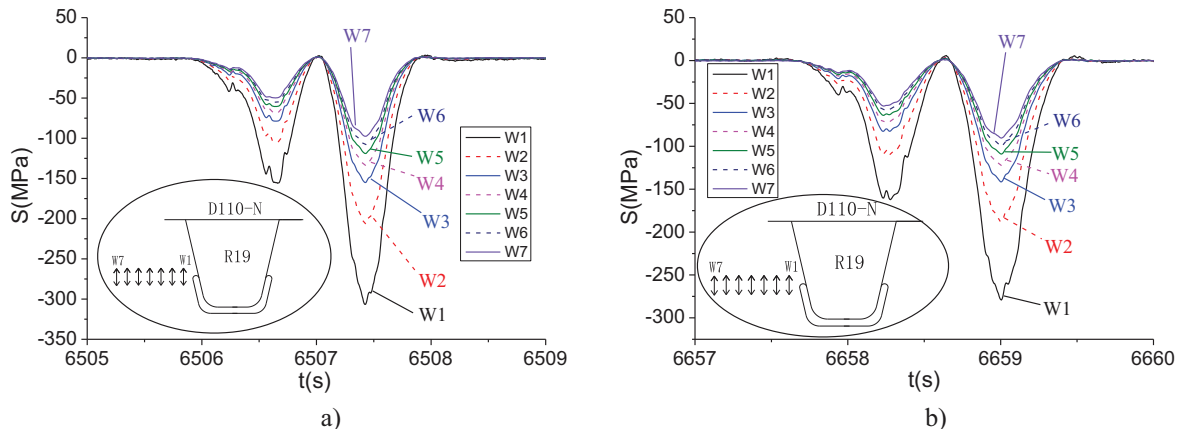 50
0
-50
-100
-150
-200
-250
-300
-350
S(MPa)
6505 6506 6507 6508 6509
t(s)
W7
W6
W5
W4
W3
W2
W1
W1
W2
W3
W4
W5
W6
W7
D110-N
R19
W7 W1
a)
50
0
-50
-100
-150
-200
-250
-300
S(MPa)
6657 6658 6659 6660
t(s)
W7
W6
W5
W4
W3
W2
W1
W1
W2
W3
W4
W5
W6
W7
D110-N
R19
W7 W1
b)